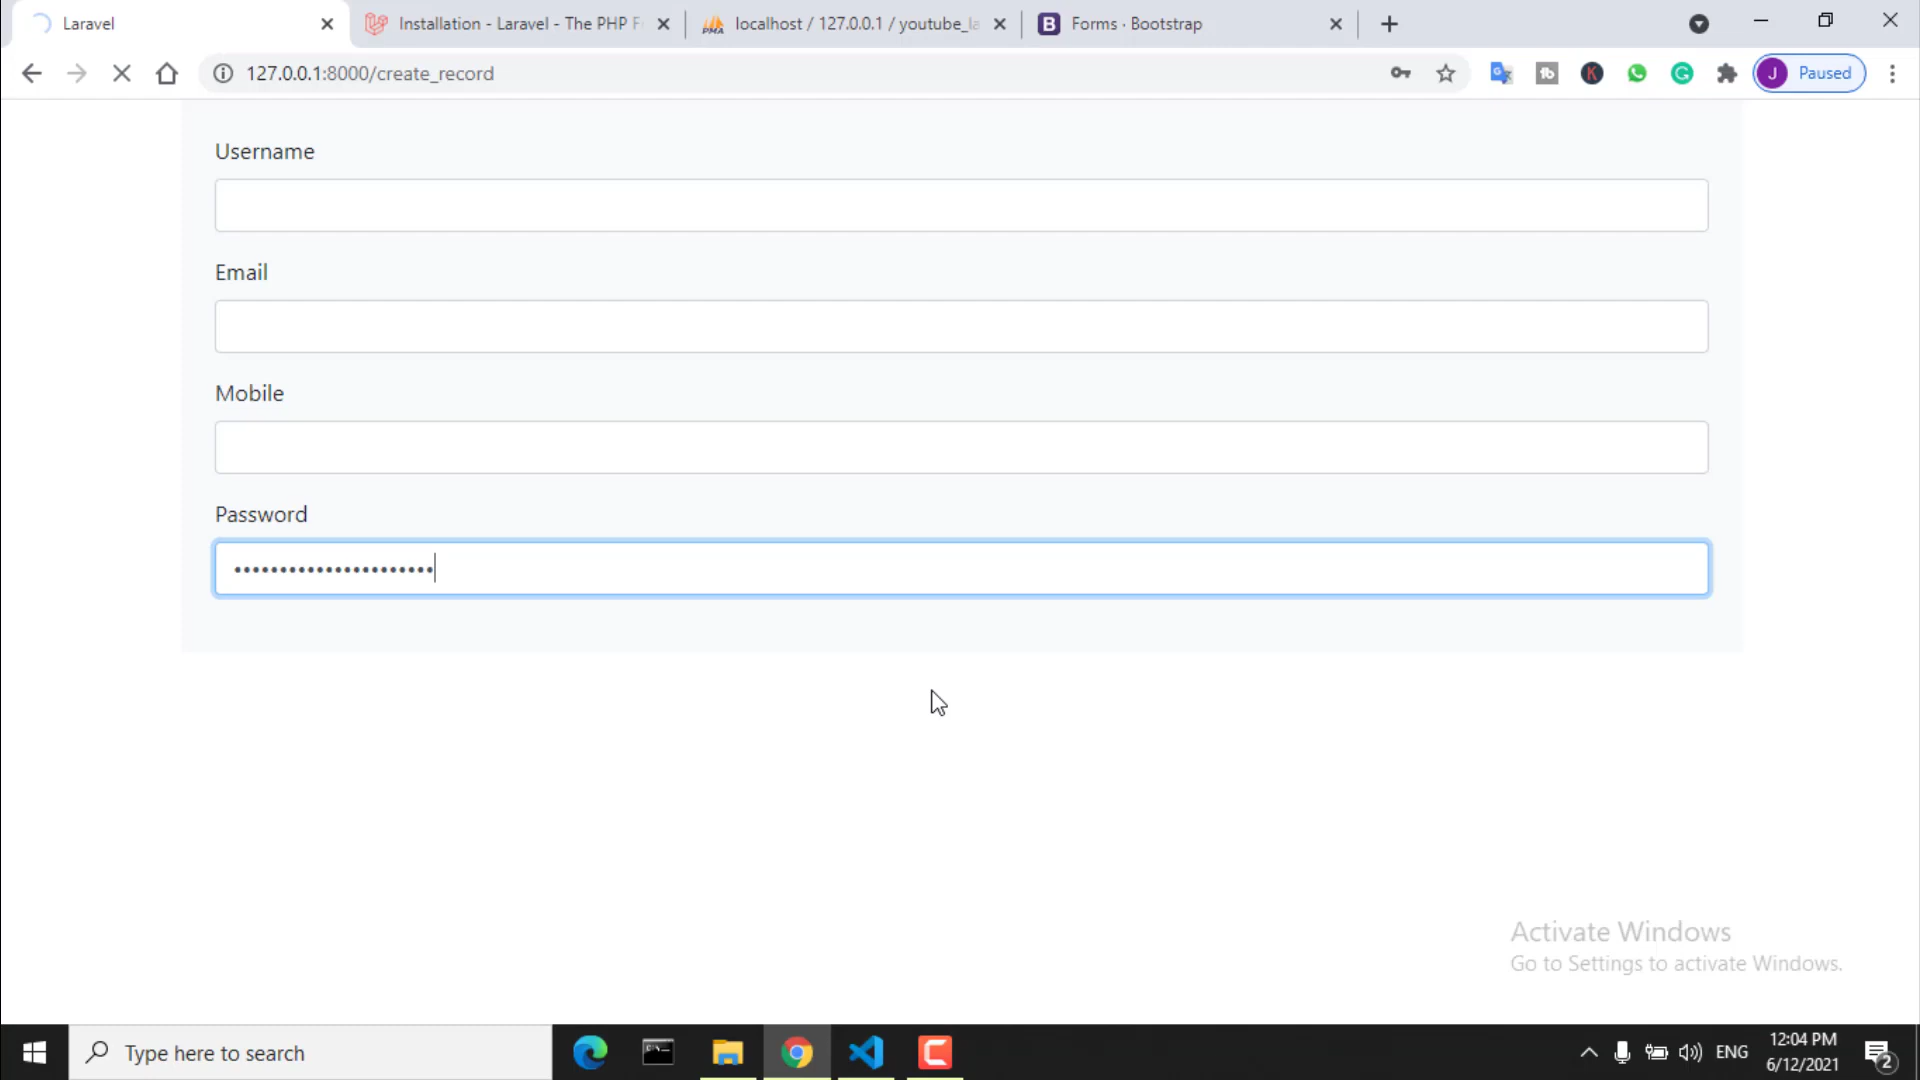 Laravel
Installation - Laravel - The PHP F
localhost / 127.0.0.1 / youtube_la
B Forms · Bootstrap
127.0.0.1:8000/create_record
J Paused
Username
Email
Mobile
Password
••••••••••••••••••••••
Activate Windows
Go to Settings to activate Windows.
Type here to search
ENG
12:04 PM
6/12/2021
2